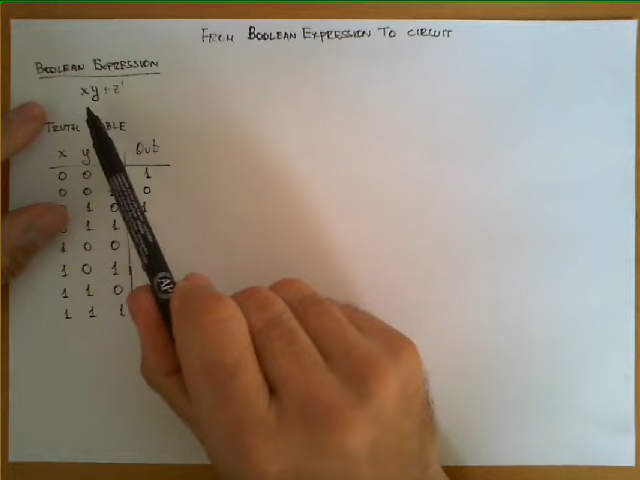 FROM BOOLEAN EXPRESSION TO CIRCUIT
BOOLEAN EXPRESSION
xy + z'
TRUTH
x y Out
0 0 1
0 0 0
1 0 1
1 1
1 0 0
1 0 1
1 1 0
1 1 1